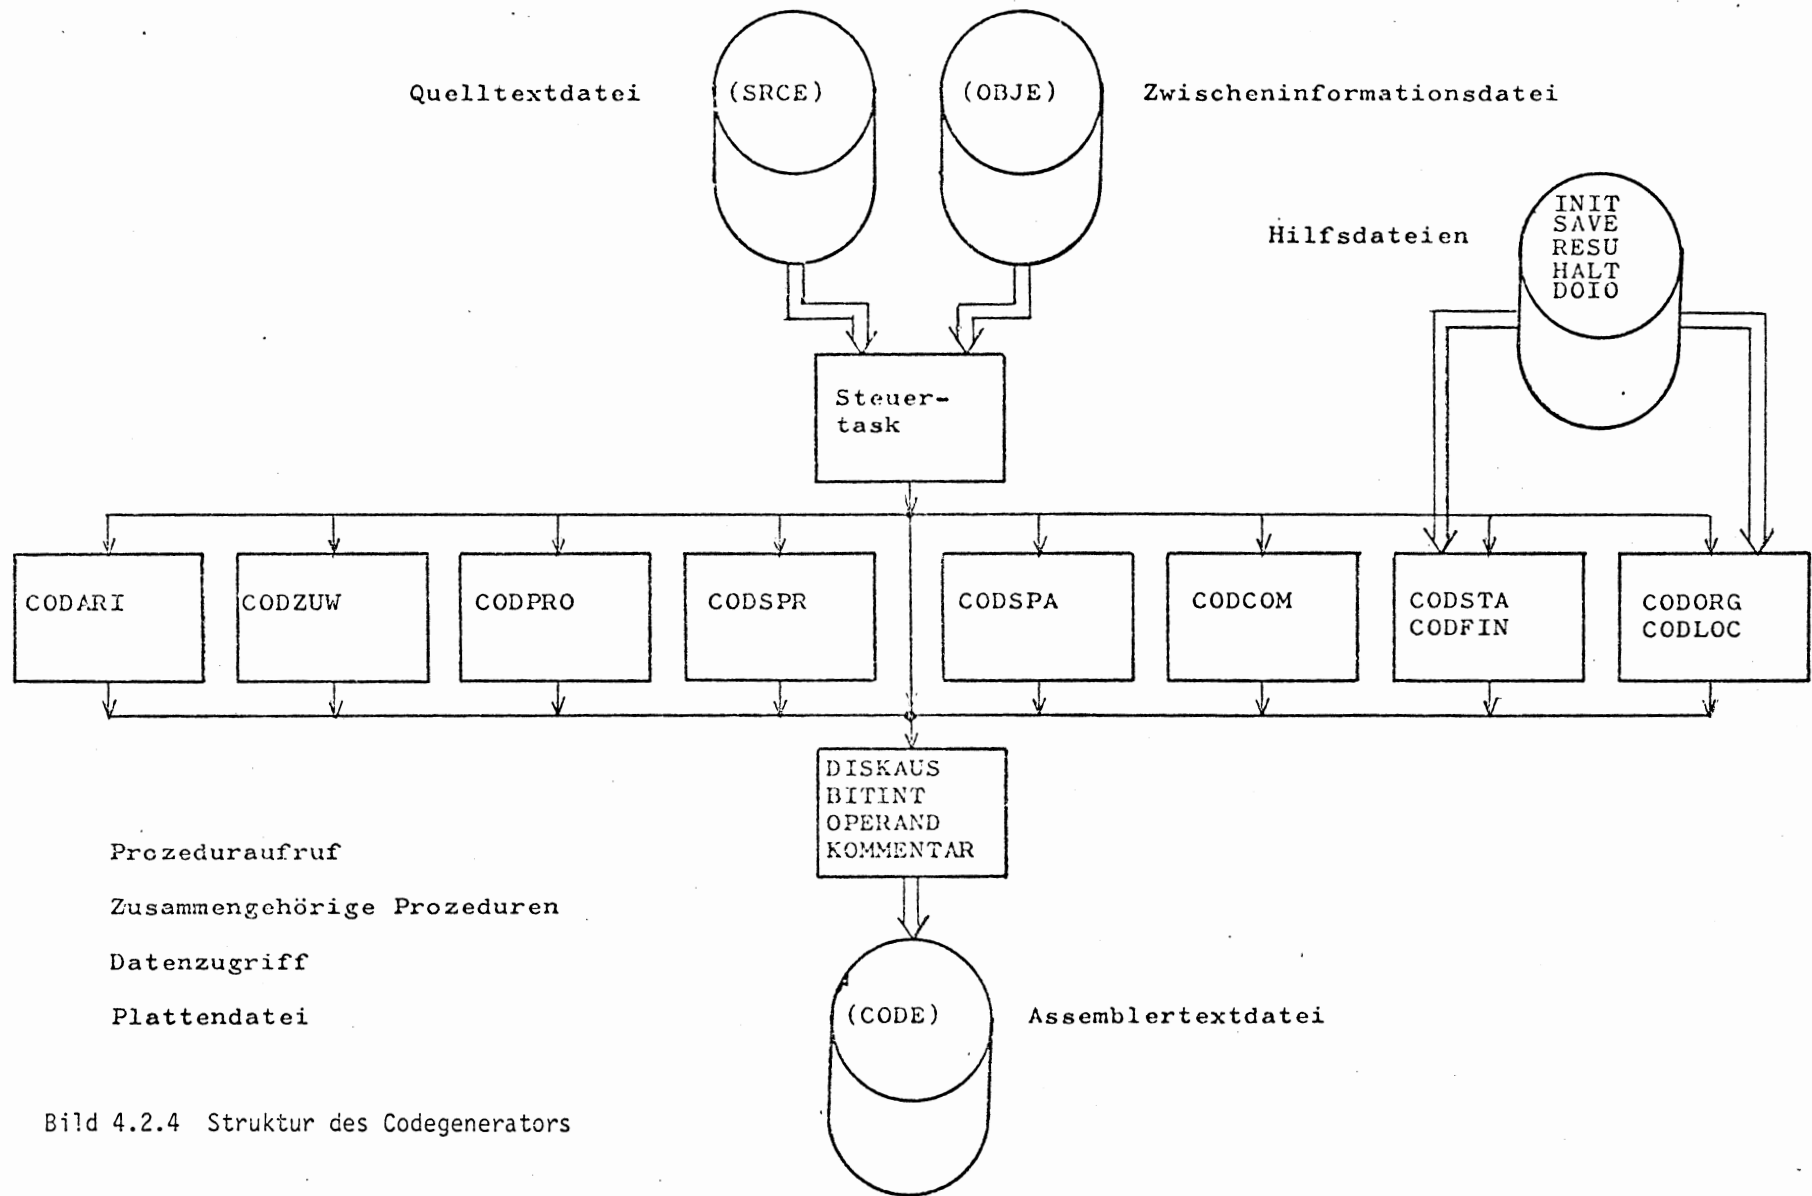 Quelltextdatei
(SRCE)
(OBJE)
Zwischeninformationsdatei
Hilfsdateien
INIT
SAVE
RESU
HALT
DOIO
Steuer-
task
CODARI
CODZUW
CODPRO
CODSPR
CODSPA
CODCOM
CODSTA
CODFIN
CODORG
CODLOC
DISKAUS
BITINT
OPERAND
KOMMENTAR
Prozeduraufruf
Zusammengehörige Prozeduren
Datenzugriff
Plattendatei
(CODE)
Assemblertextdatei
Bild 4.2.4 Struktur des Codegenerators